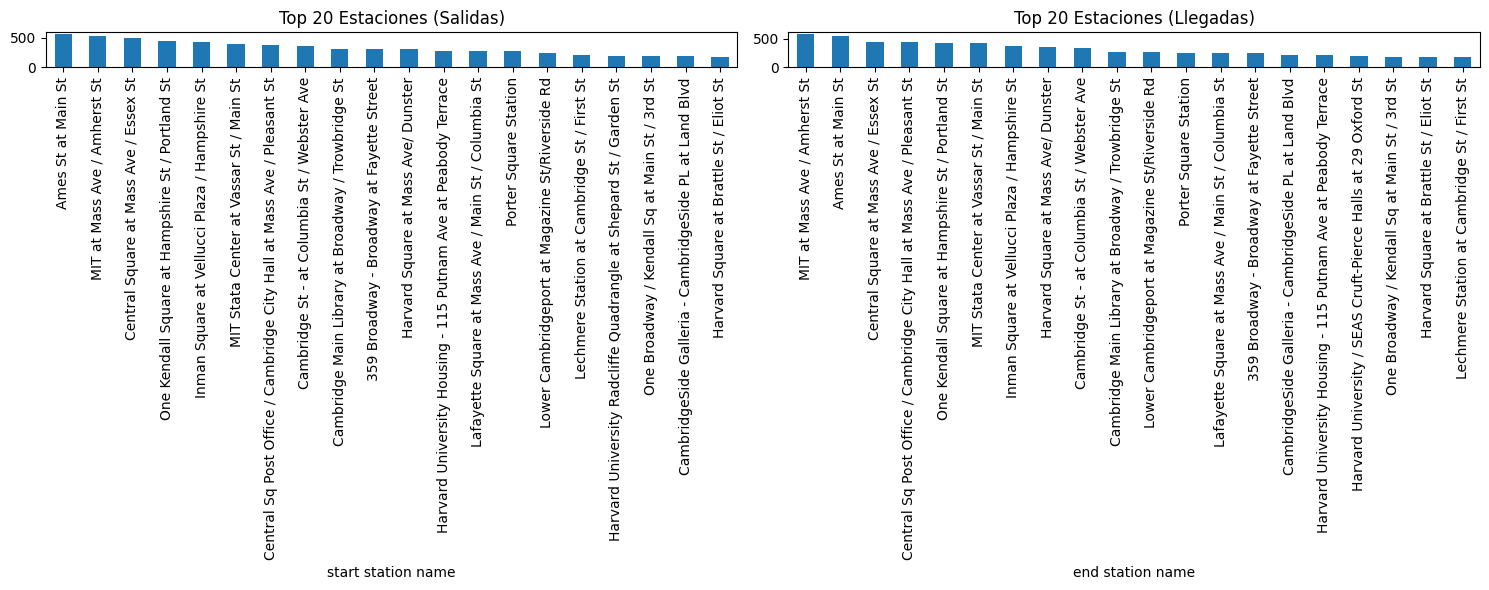 Top 20 Estaciones (Salidas)
500
0
Ames St at Main St
MIT at Mass Ave / Amherst St
Central Square at Mass Ave / Essex St
One Kendall Square at Hampshire St / Portland St
Inman Square at Vellucci Plaza / Hampshire St
MIT Stata Center at Vassar St / Main St
Central Sq Post Office / Cambridge City Hall at Mass Ave / Pleasant St
Cambridge St - at Columbia St / Webster Ave
Cambridge Main Library at Broadway / Trowbridge St
359 Broadway - Broadway at Fayette Street
Harvard Square at Mass Ave/ Dunster
Harvard University Housing - 115 Putnam Ave at Peabody Terrace
Lafayette Square at Mass Ave / Main St / Columbia St
Porter Square Station
Lower Cambridgeport at Magazine St/Riverside Rd
Lechmere Station at Cambridge St / First St
Harvard University Radcliffe Quadrangle at Shepard St / Garden St
One Broadway / Kendall Sq at Main St / 3rd St
CambridgeSide Galleria - CambridgeSide PL at Land Blvd
Harvard Square at Brattle St / Eliot St
start station name
Top 20 Estaciones (Llegadas)
500
0
MIT at Mass Ave / Amherst St
Ames St at Main St
Central Square at Mass Ave / Essex St
Central Sq Post Office / Cambridge City Hall at Mass Ave / Pleasant St
One Kendall Square at Hampshire St / Portland St
MIT Stata Center at Vassar St / Main St
Inman Square at Vellucci Plaza / Hampshire St
Harvard Square at Mass Ave/ Dunster
Cambridge St - at Columbia St / Webster Ave
Cambridge Main Library at Broadway / Trowbridge St
Lower Cambridgeport at Magazine St/Riverside Rd
Porter Square Station
Lafayette Square at Mass Ave / Main St / Columbia St
359 Broadway - Broadway at Fayette Street
CambridgeSide Galleria - CambridgeSide PL at Land Blvd
Harvard University Housing - 115 Putnam Ave at Peabody Terrace
Harvard University / SEAS Cruft-Pierce Halls at 29 Oxford St
One Broadway / Kendall Sq at Main St / 3rd St
Harvard Square at Brattle St / Eliot St
Lechmere Station at Cambridge St / First St
end station name